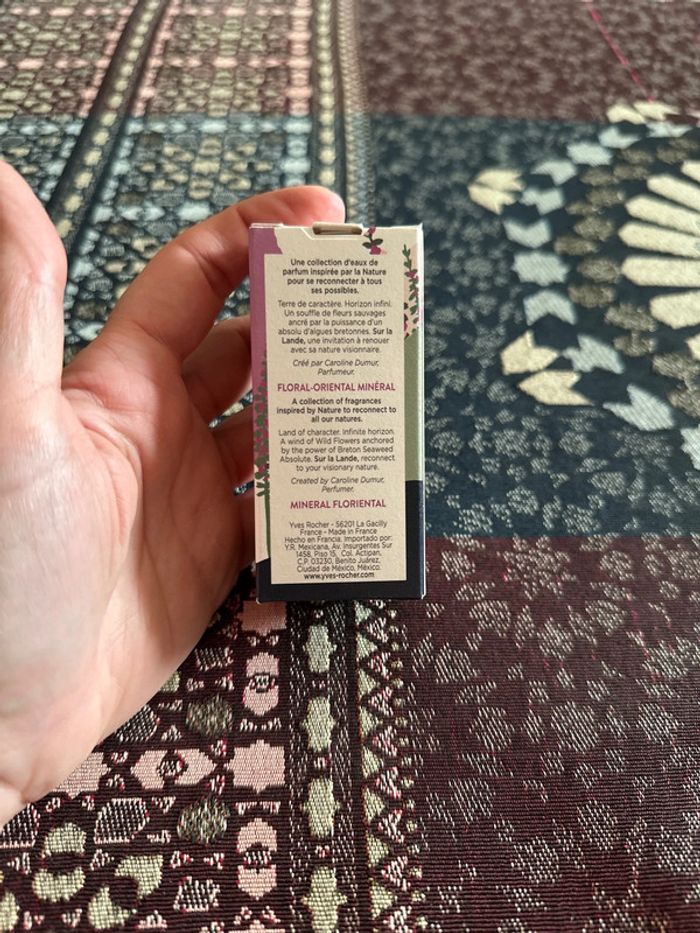 Une collection d'eaux de
parfum inspirée par la Nature
pour se reconnecter à tous
ses possibles.
Terre de caractère. Horizon infini.
Un souffle de fleurs sauvages
ancré par la puissance d'un
absolu d'algues bretonnes. Sur la
Lande, une invitation à renouer
avec sa nature visionnaire.
Créé par Caroline Dumur,
Parfumeur.
FLORAL-ORIENTAL MINÉRAL
A collection of fragrances
inspired by Nature to reconnect to
all our natures.
Land of character. Infinite horizon.
A wind of Wild Flowers anchored
by the power of Breton Seaweed
Absolute. Sur la Lande, reconnect
to your visionary nature.
Created by Caroline Dumur,
Perfumer.
MINERAL FLORIENTAL
Yves Rocher - 56201 La Gacilly
France - Made in France
Hecho en Francia. Importado por:
Y.R. Mexicana, Av. Insurgentes Sur
1458, Piso 15, Col. Actipan,
C.P. 03230, Benito Juárez,
Ciudad de México, México.
www.yves-rocher.com